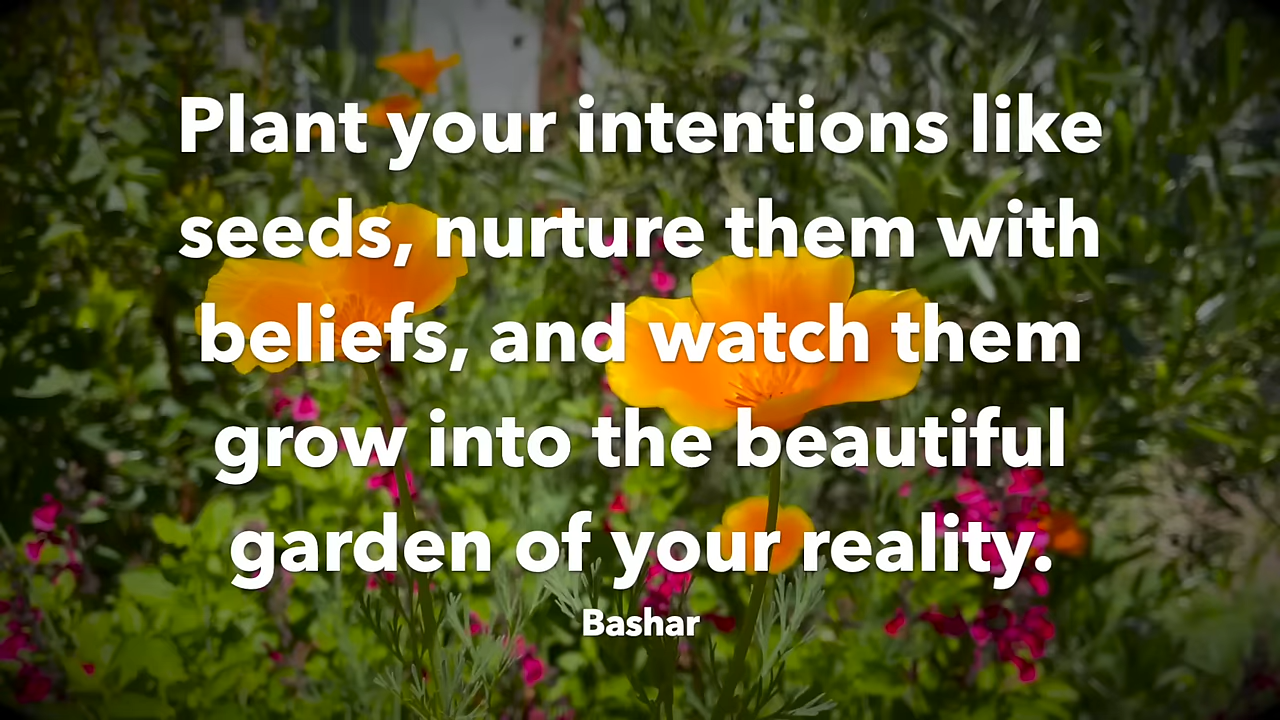 Plant your intentions like
seeds, nurture them with
beliefs, and watch them
grow into the beautiful
garden of your reality.
Bashar